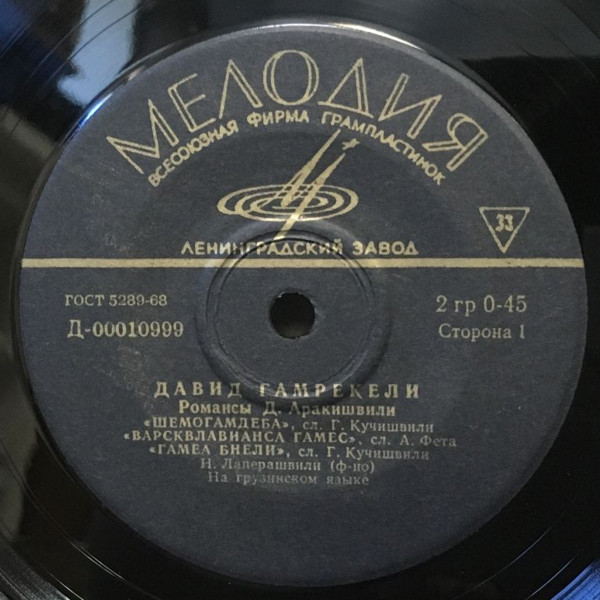 МЕЛОДИЯ
ВСЕСОЮЗНАЯ ФИРМА ГРАМПЛАСТИНОК
33
ЛЕНИНГРАДСКИЙ ЗАВОД
ГОСТ 5289-68
2 гр 0-45
Д-00010999
Сторона 1
ДАВИД ГАМРЕКЕЛИ
Романсы Д. Аракишвили
«ШЕМОГАМДЕБА», сл. Г. Кучишвили
«ВАРСКВЛАВИАНСА ГАМЕС», сл. А. Фета
«ГАМЕА БНЕЛИ», сл. Г. Кучишвили
И. Лаперашвили (ф-но)
На грузинском языке